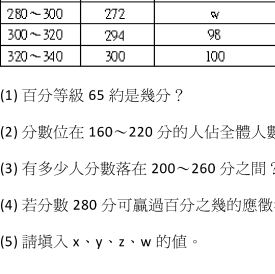 280～300 272 w
300～320 294 98
320～340 300 100
(1) 百分等級 65 約是幾分？
(2) 分數位在 160～220 分的人佔全體人數
(3) 有多少人分數落在 200～260 分之間？
(4) 若分數 280 分可贏過百分之幾的應徵
(5) 請填入 x、y、z、w 的值。